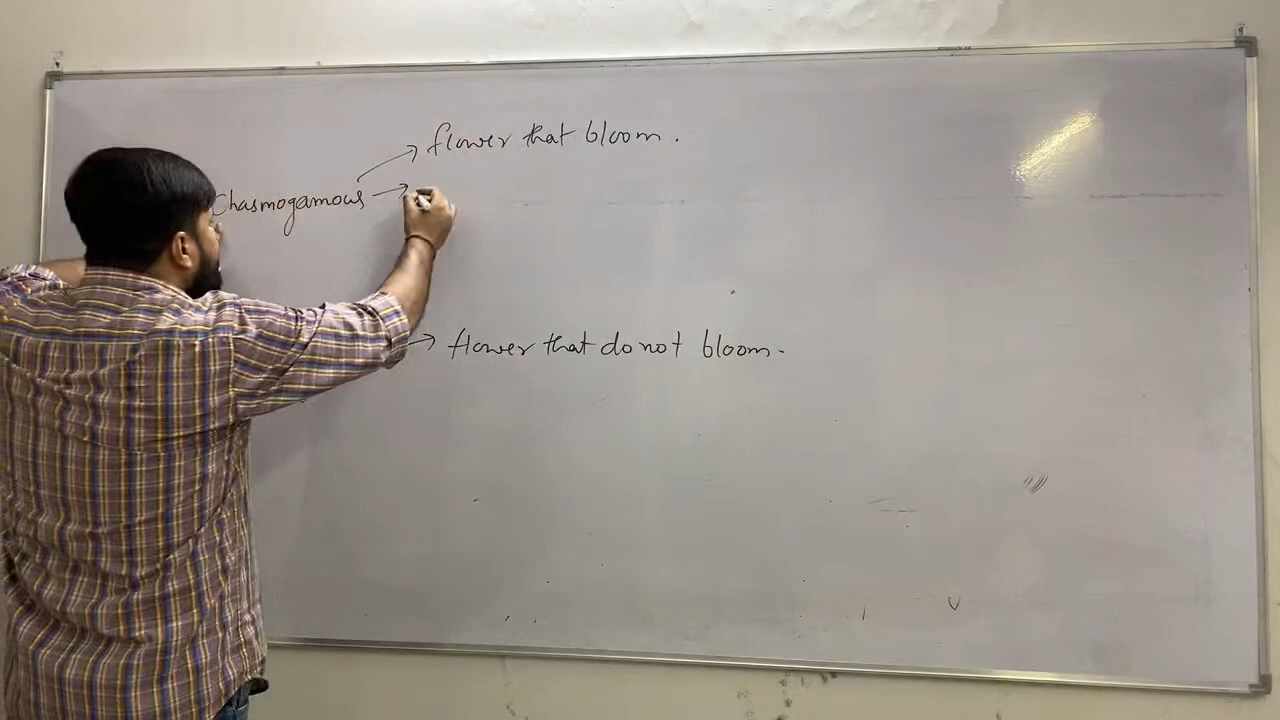 flower that bloom.
Chasmogamous
flower that do not bloom.